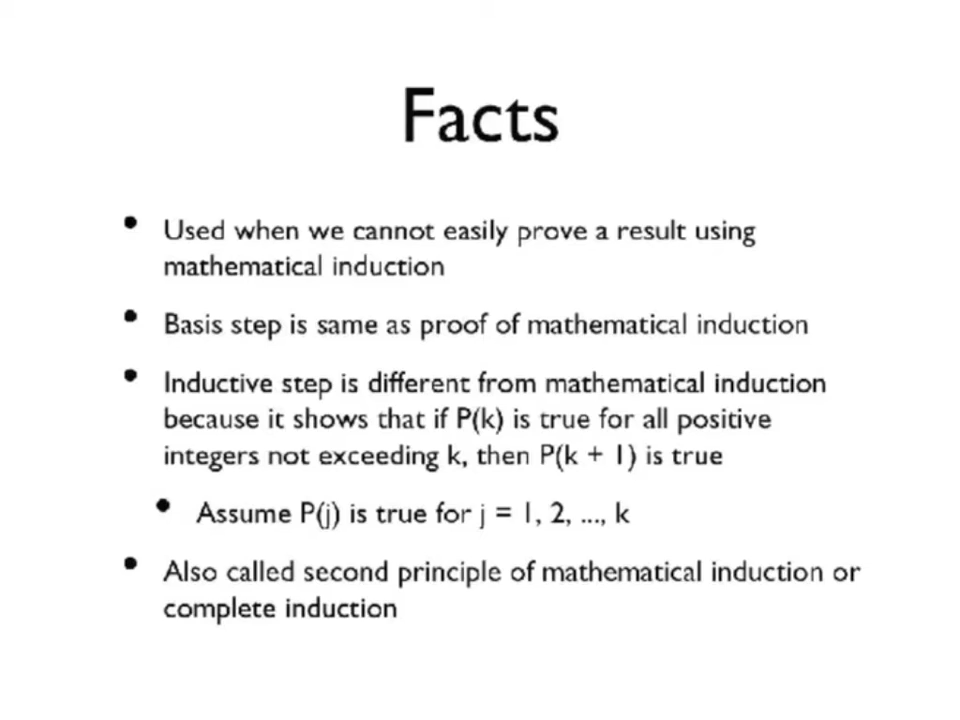 Facts
• Used when we cannot easily prove a result using
mathematical induction
• Basis step is same as proof of mathematical induction
• Inductive step is different from mathematical induction
because it shows that if P(k) is true for all positive
integers not exceeding k, then P(k + 1) is true
• Assume P(j) is true for j = 1, 2, ..., k
• Also called second principle of mathematical induction or
complete induction